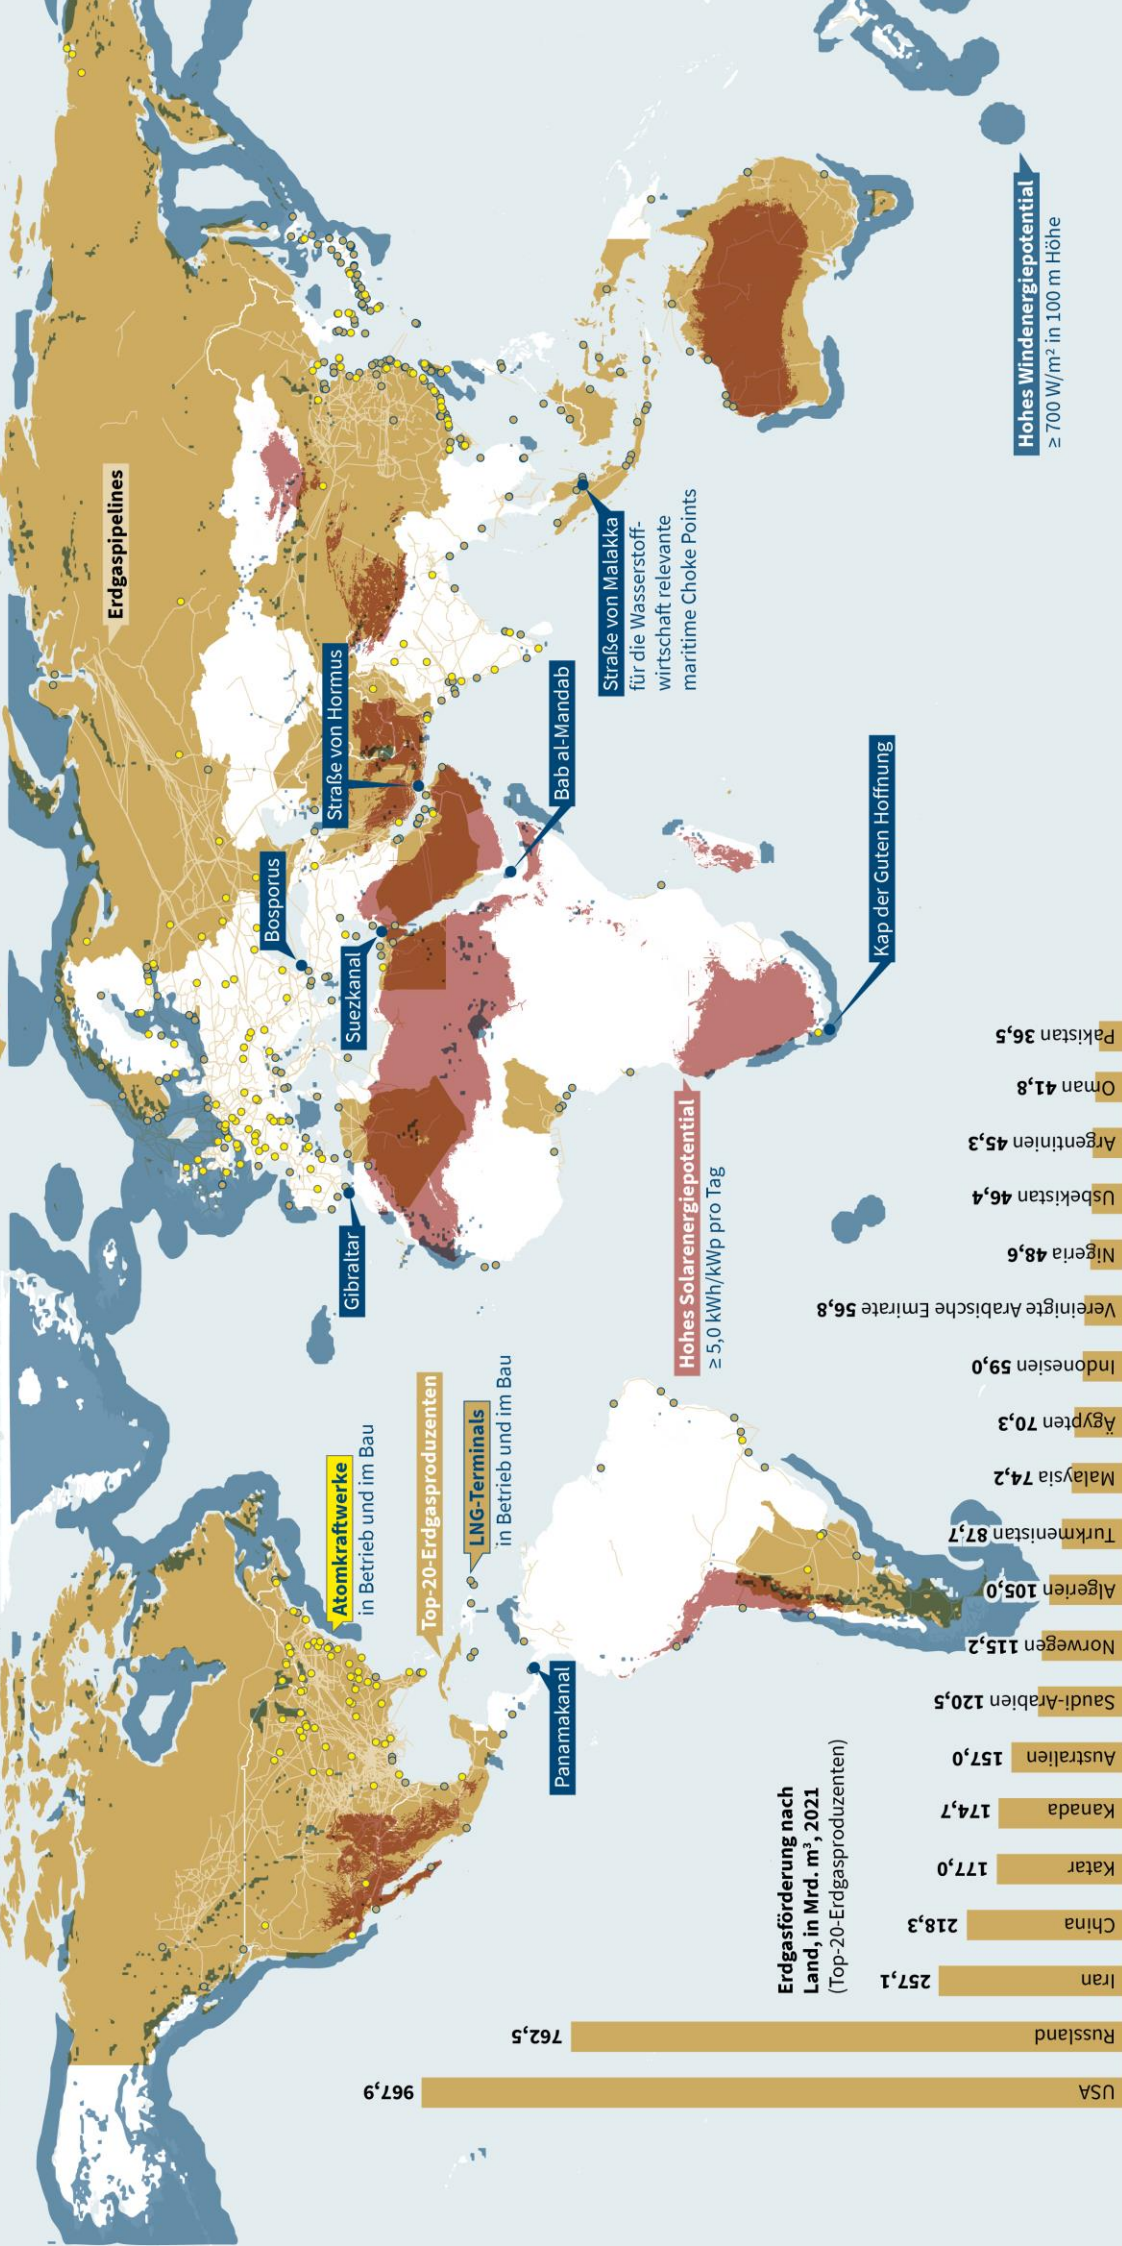 Erdgaspipelines
Atomkraftwerke
in Betrieb und im Bau
Top-20-Erdgasproduzenten
LNG-Terminals
in Betrieb und im Bau
Panamakanal
Gibraltar
Bosporus
Suezkanal
Straße von Hormus
Bab al-Mandab
Straße von Malakka
für die Wasserstoff-
wirtschaft relevante
maritime Choke Points
Kap der Guten Hoffnung
Hohes Solarenergiepotential
≥ 5,0 kWh/kWp pro Tag
Hohes Windenergiepotential
≥ 700 W/m² in 100 m Höhe
Erdgasförderung nach
Land, in Mrd. m³, 2021
(Top-20-Erdgasproduzenten)
USA 967,9
Russland 762,5
Iran 257,1
China 218,3
Katar 177,0
Kanada 174,7
Australien 157,0
Saudi-Arabien 120,5
Norwegen 115,2
Algerien 105,0
Turkmenistan 87,7
Malaysia 74,2
Ägypten 70,3
Indonesien 59,0
Vereinigte Arabische Emirate 56,8
Nigeria 48,6
Usbekistan 46,4
Argentinien 45,3
Oman 41,8
Pakistan 36,5